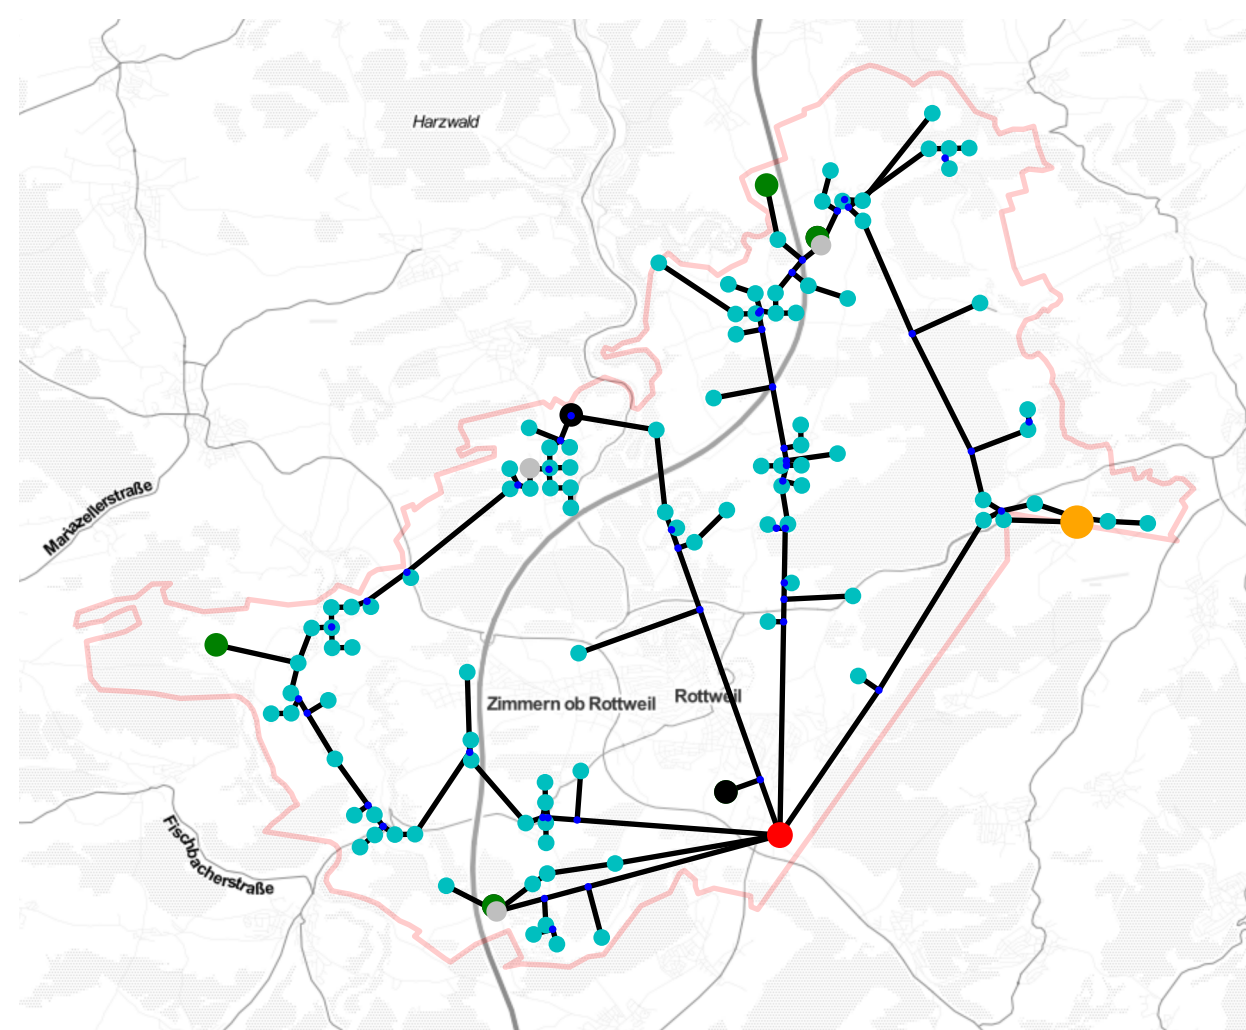 Harzwald
Mariazellerstraße
Zimmern ob Rottweil
Rottweil
Fischbacherstraße